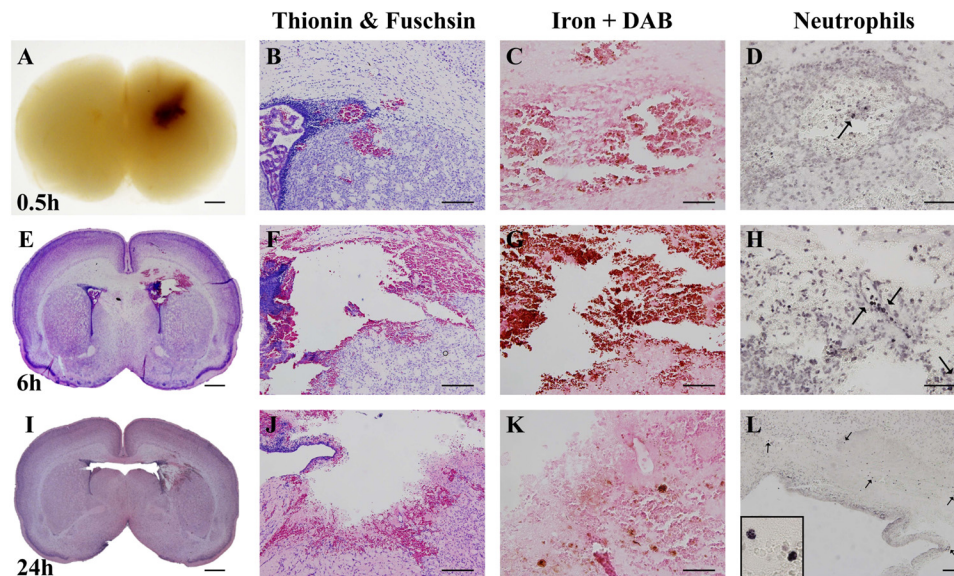 Thionin & Fuschsin Iron + DAB Neutrophils
A B C D
0.5h
E F G H
6h
I J K L
24h